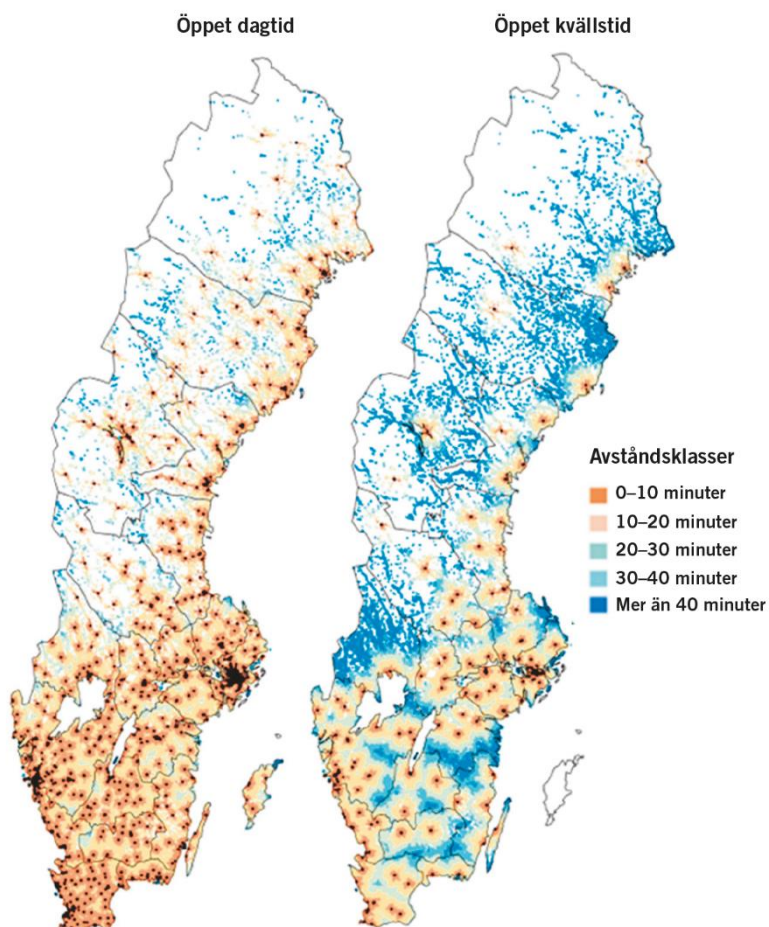 Öppet dagtid
Öppet kvällstid
Avståndsklasser
0–10 minuter
10–20 minuter
20–30 minuter
30–40 minuter
Mer än 40 minuter